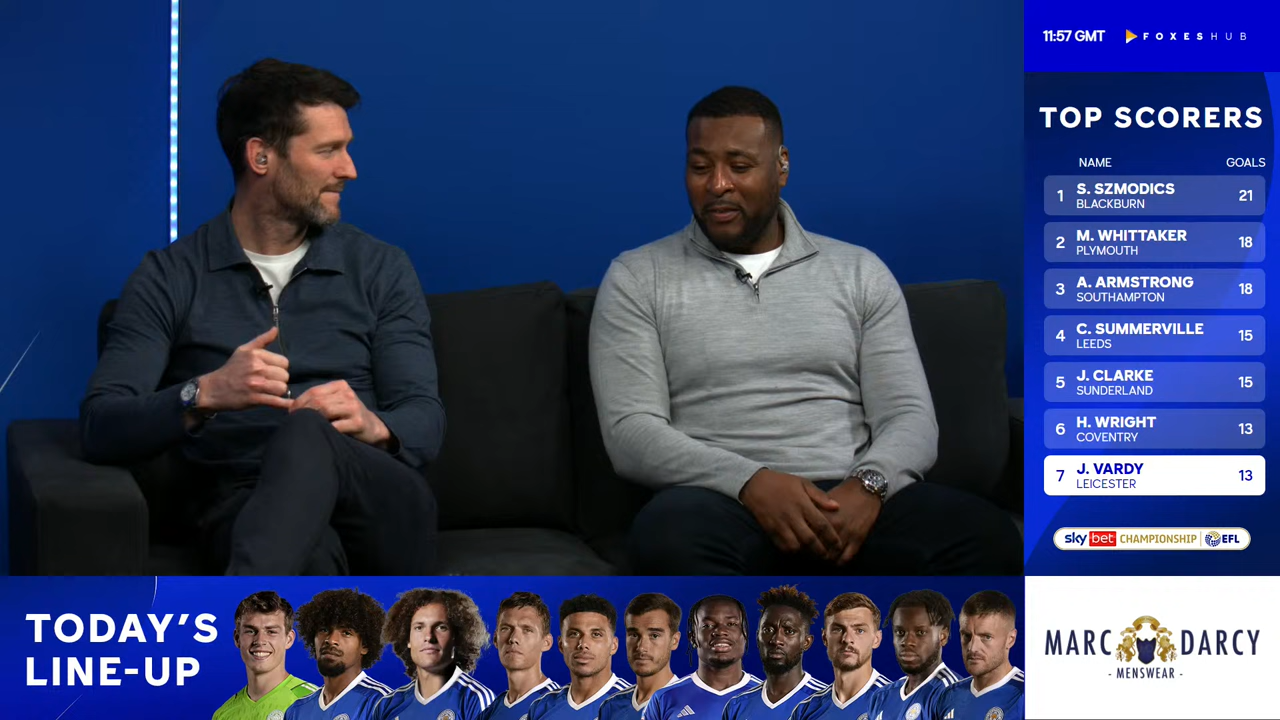 11:57 GMT
FOXESHUB
TOP SCORERS
NAME GOALS
1 S. SZMODICS 21
BLACKBURN
2 M. WHITTAKER 18
PLYMOUTH
3 A. ARMSTRONG 18
SOUTHAMPTON
4 C. SUMMERVILLE 15
LEEDS
5 J. CLARKE 15
SUNDERLAND
6 H. WRIGHT 13
COVENTRY
7 J. VARDY 13
LEICESTER
sky bet CHAMPIONSHIP EFL
TODAY'S
LINE-UP
MARC DARCY
- MENSWEAR -